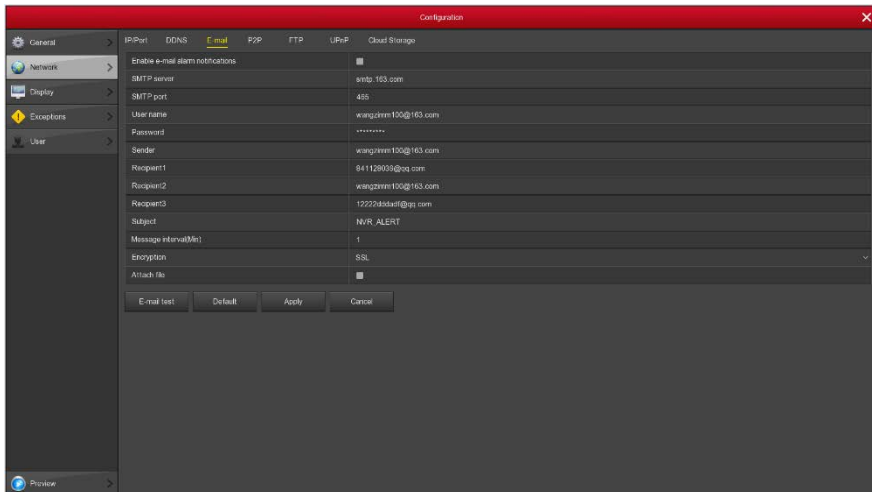 Configuration
General
Network
Display
Exceptions
User
Preview
IP/Port DDNS E-mail P2P FTP UPnP Cloud Storage
Enable e-mail alarm notifications
SMTP server smtp.163.com
SMTP port 465
User name wangzimm100@163.com
Password *********
Sender wangzimm100@163.com
Recipient1 841128039@qq.com
Recipient2 wangzimm100@163.com
Recipient3 12222dddadf@qq.com
Subject NVR_ALERT
Message interval(Min) 1
Encryption SSL
Attach file
E-mail test Default Apply Cancel